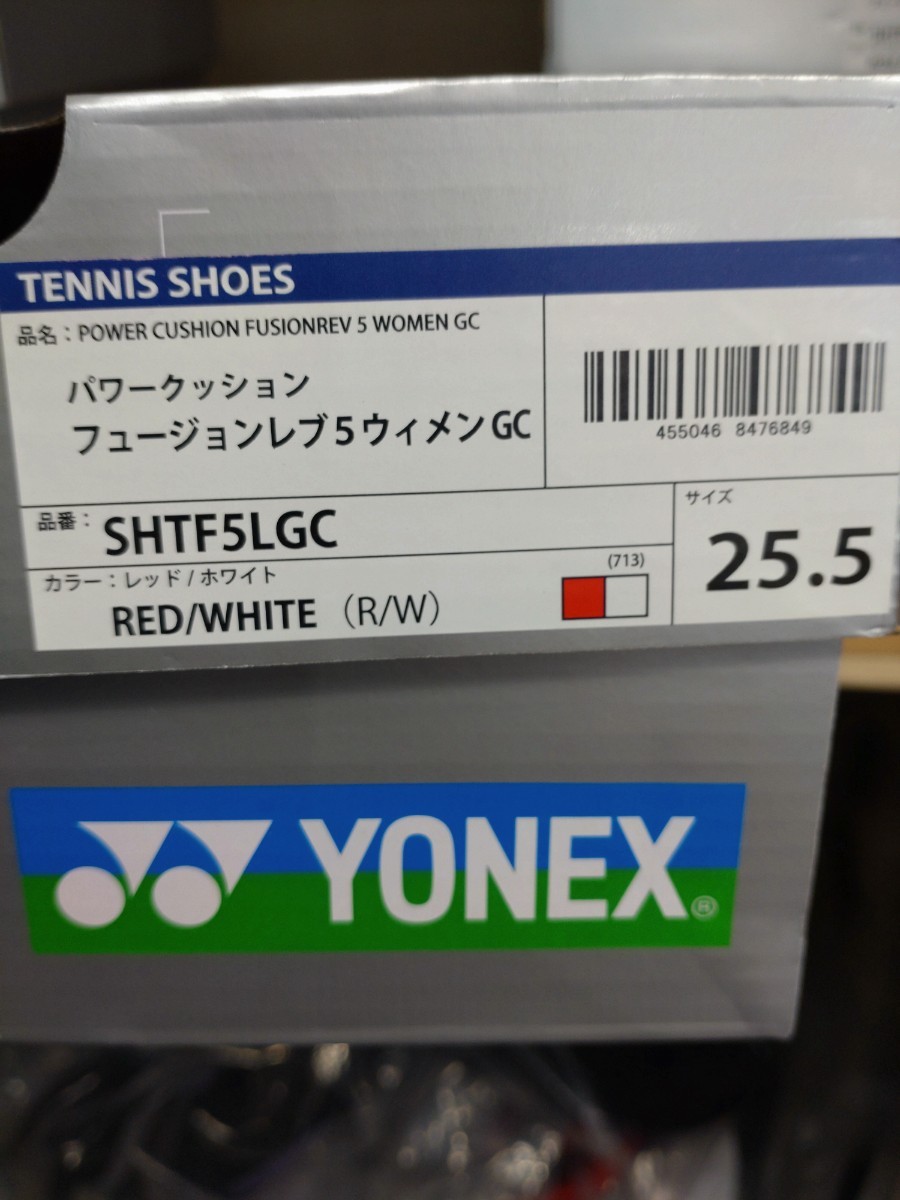 TENNIS SHOES
品名：POWER CUSHION FUSIONREV 5 WOMEN GC
パワークッション
フュージョンレブ5ウィメンGC
455046 8476849
品番：
SHTF5LGC
サイズ
25.5
カラー：レッド/ホワイト
(713)
RED/WHITE（R/W）
YONEX®